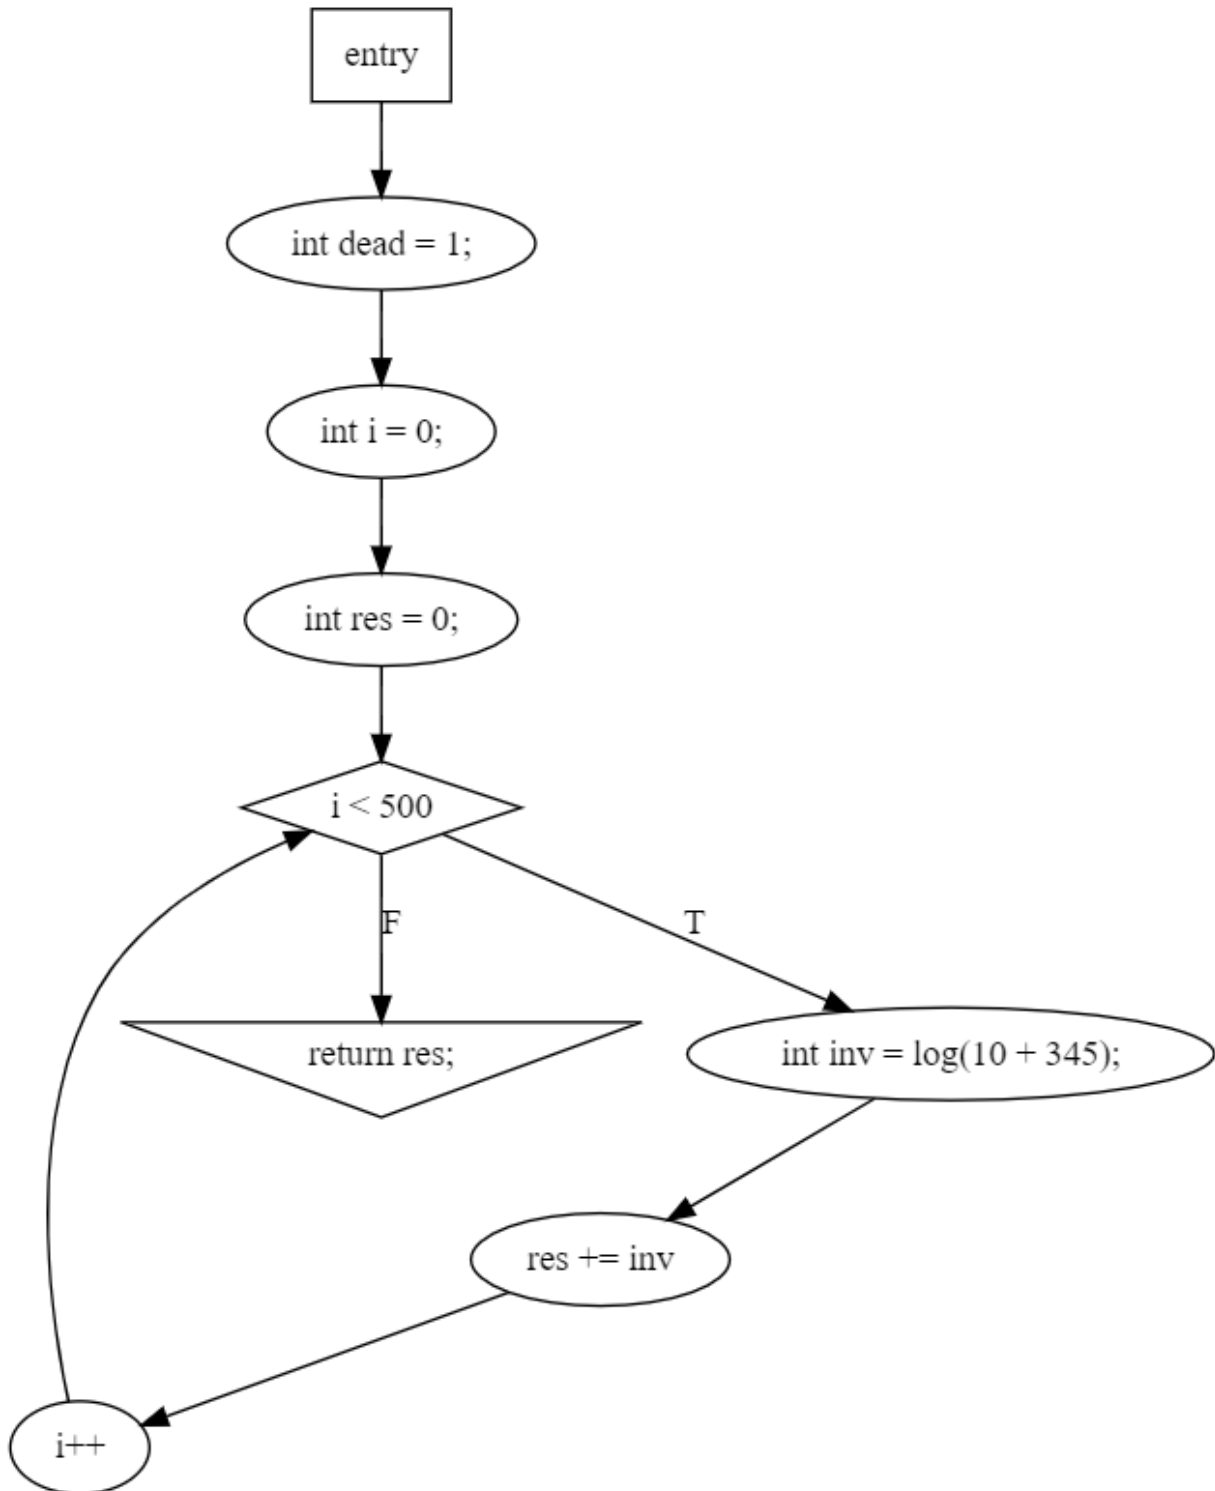 entry
int dead = 1;
int i = 0;
int res = 0;
i < 500
F
T
return res;
int inv = log(10 + 345);
res += inv
i++